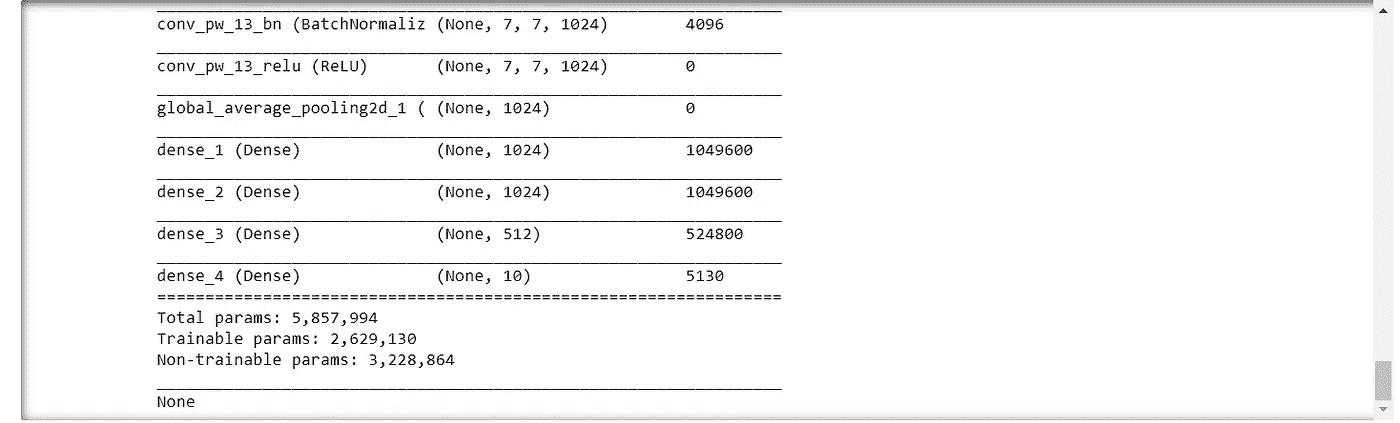 conv_pw_13_bn (BatchNormaliz (None, 7, 7, 1024) 4096
conv_pw_13_relu (ReLU) (None, 7, 7, 1024) 0
global_average_pooling2d_1 ( (None, 1024) 0
dense_1 (Dense) (None, 1024) 1049600
dense_2 (Dense) (None, 1024) 1049600
dense_3 (Dense) (None, 512) 524800
dense_4 (Dense) (None, 10) 5130
=================================================================
Total params: 5,857,994
Trainable params: 2,629,130
Non-trainable params: 3,228,864
_________________________________________________________________
None